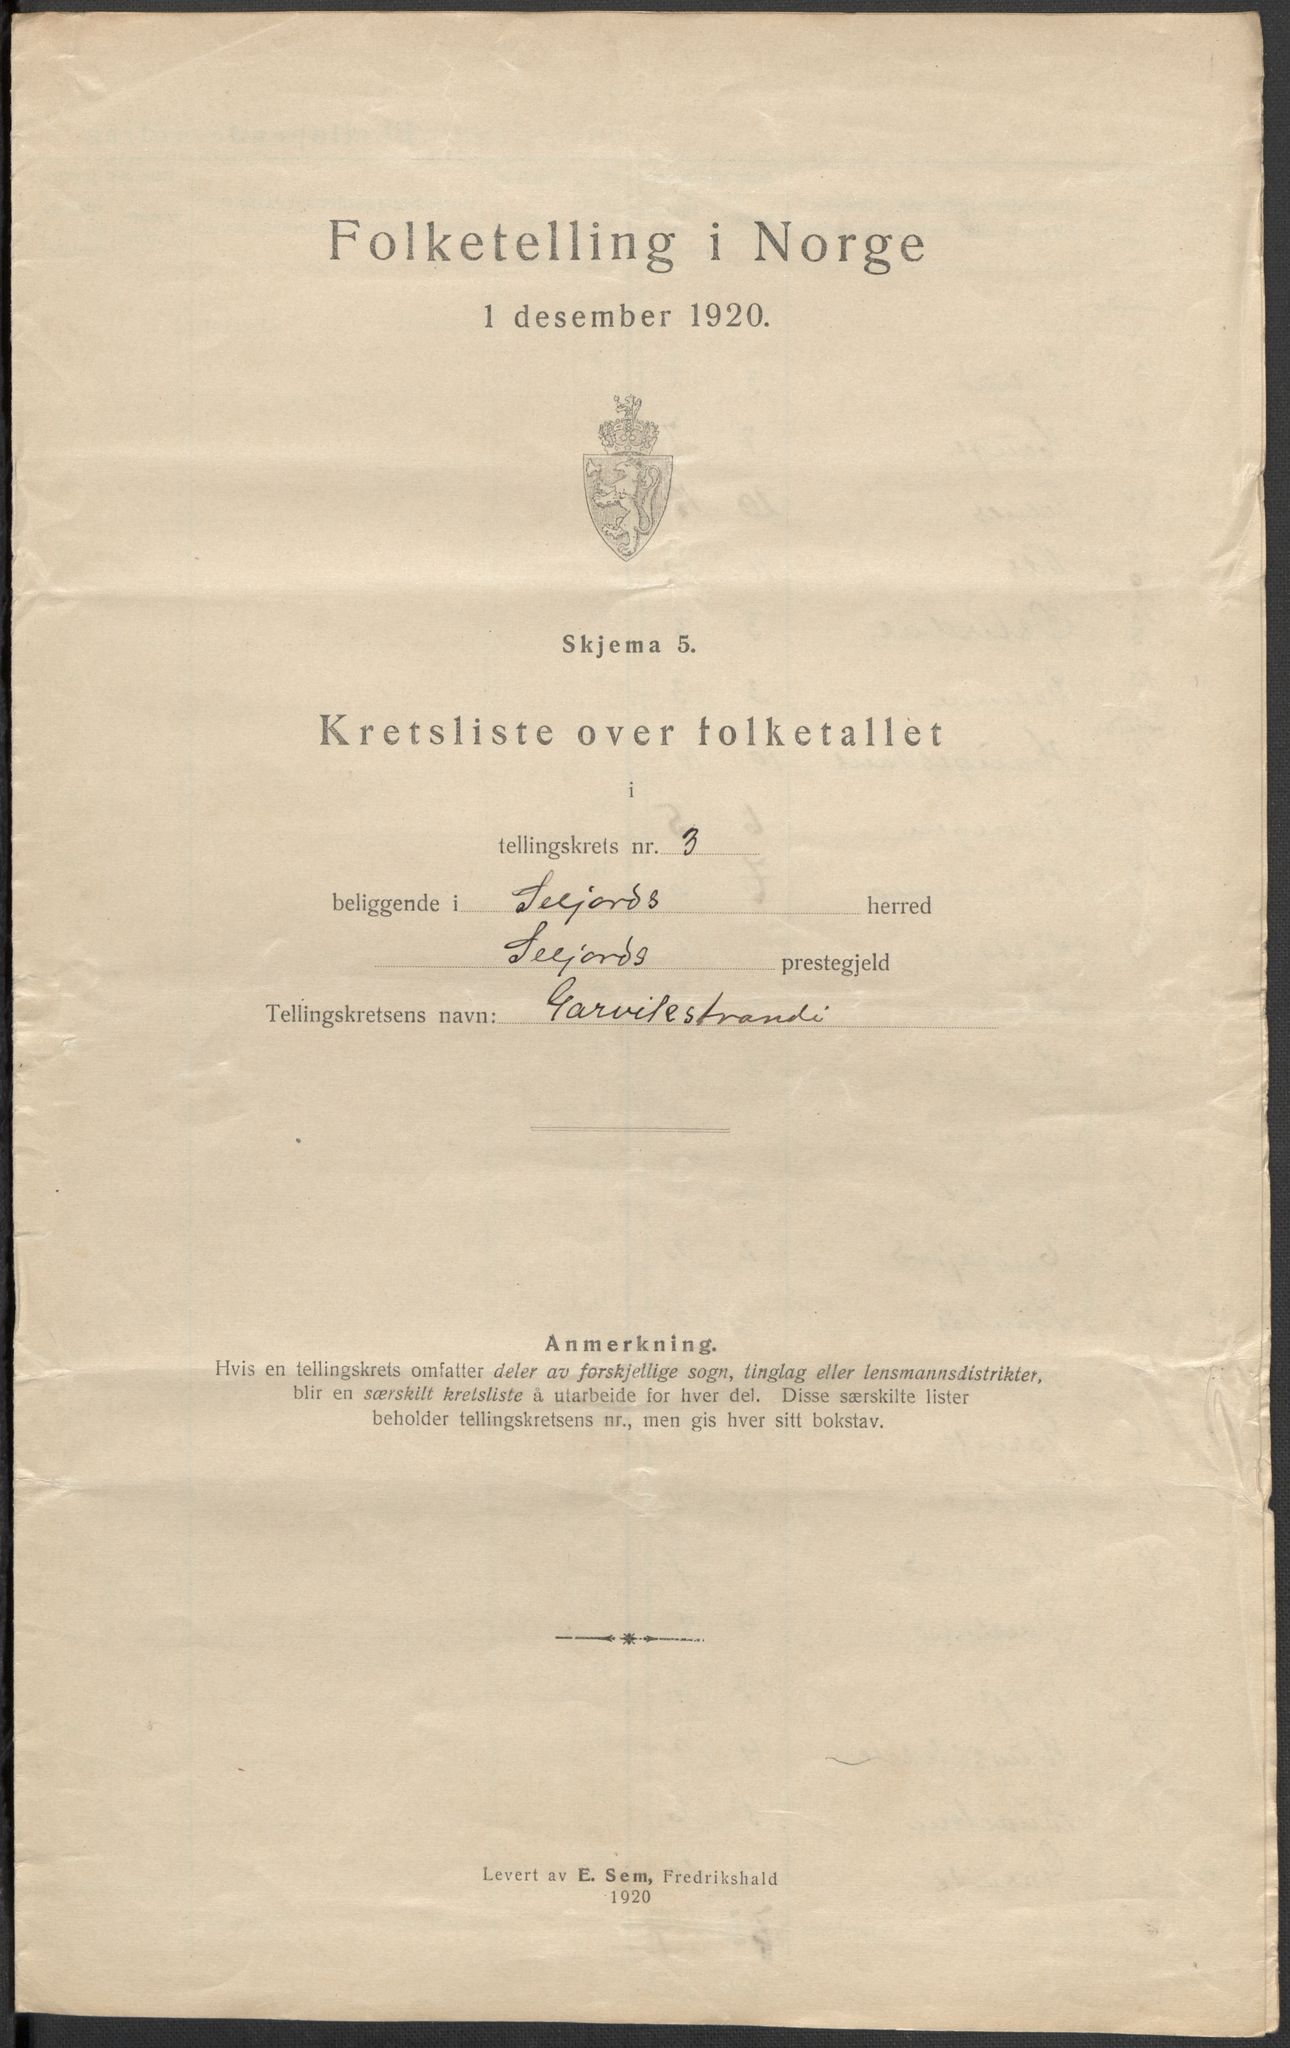 Folketelling i Norge
1 desember 1920.
Skjema 5.
Kretsliste over folketallet
i
tellingskrets nr. 3
beliggende i Seljords herred
Seljords prestegjeld
Tellingskretsens navn: Garvikstrandi
Anmerkning.
Hvis en tellingskrets omfatter deler av forskjellige sogn, tinglag eller lensmannsdistrikter,
blir en særskilt kretsliste å utarbeide for hver del. Disse særskilte lister
beholder tellingskretsens nr., men gis hver sitt bokstav.
Levert av E. Sem, Fredrikshald
1920